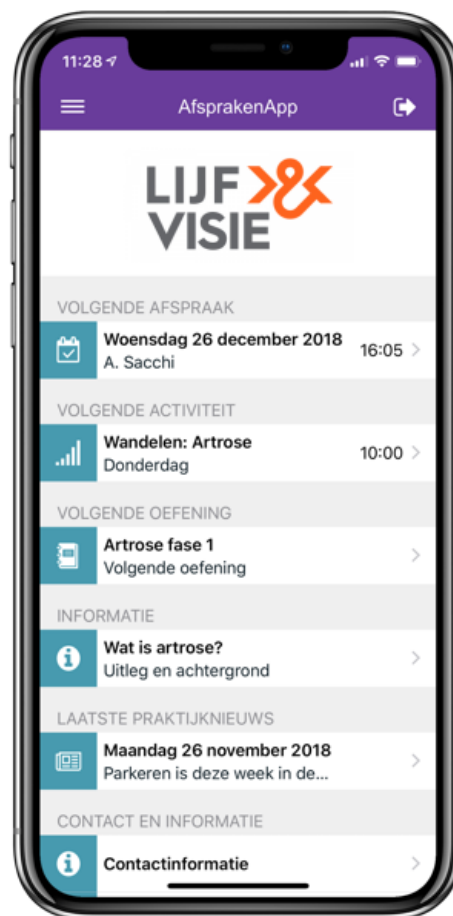 11:28
AfsprakenApp
LIJF &
VISIE
VOLGENDE AFSPRAAK
Woensdag 26 december 2018
A. Sacchi
16:05
VOLGENDE ACTIVITEIT
Wandelen: Artrose
Donderdag
10:00
VOLGENDE OEFENING
Artrose fase 1
Volgende oefening
INFORMATIE
Wat is artrose?
Uitleg en achtergrond
LAATSTE PRAKTIJKNIEUWS
Maandag 26 november 2018
Parkeren is deze week in de...
CONTACT EN INFORMATIE
Contactinformatie